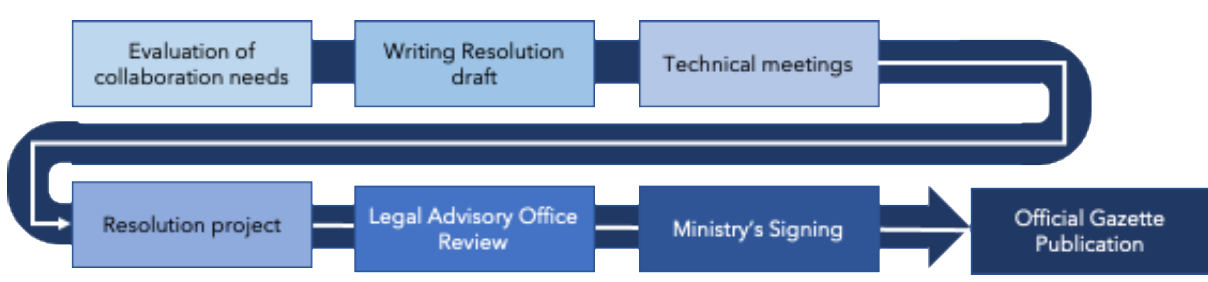 Evaluation of
collaboration needs
Writing Resolution
draft
Technical meetings
Resolution project
Legal Advisory Office
Review
Ministry’s Signing
Official Gazette
Publication